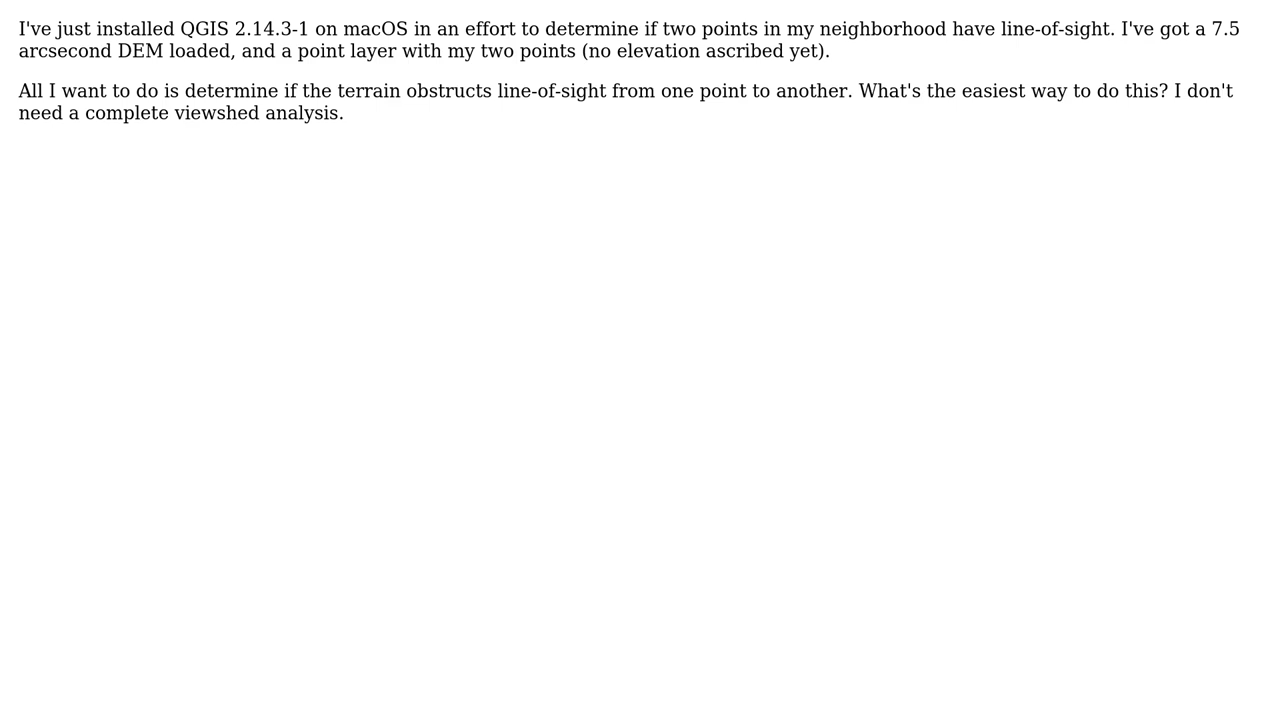 I've just installed QGIS 2.14.3-1 on macOS in an effort to determine if two points in my neighborhood have line-of-sight. I've got a 7.5
arcsecond DEM loaded, and a point layer with my two points (no elevation ascribed yet).
All I want to do is determine if the terrain obstructs line-of-sight from one point to another. What's the easiest way to do this? I don't
need a complete viewshed analysis.